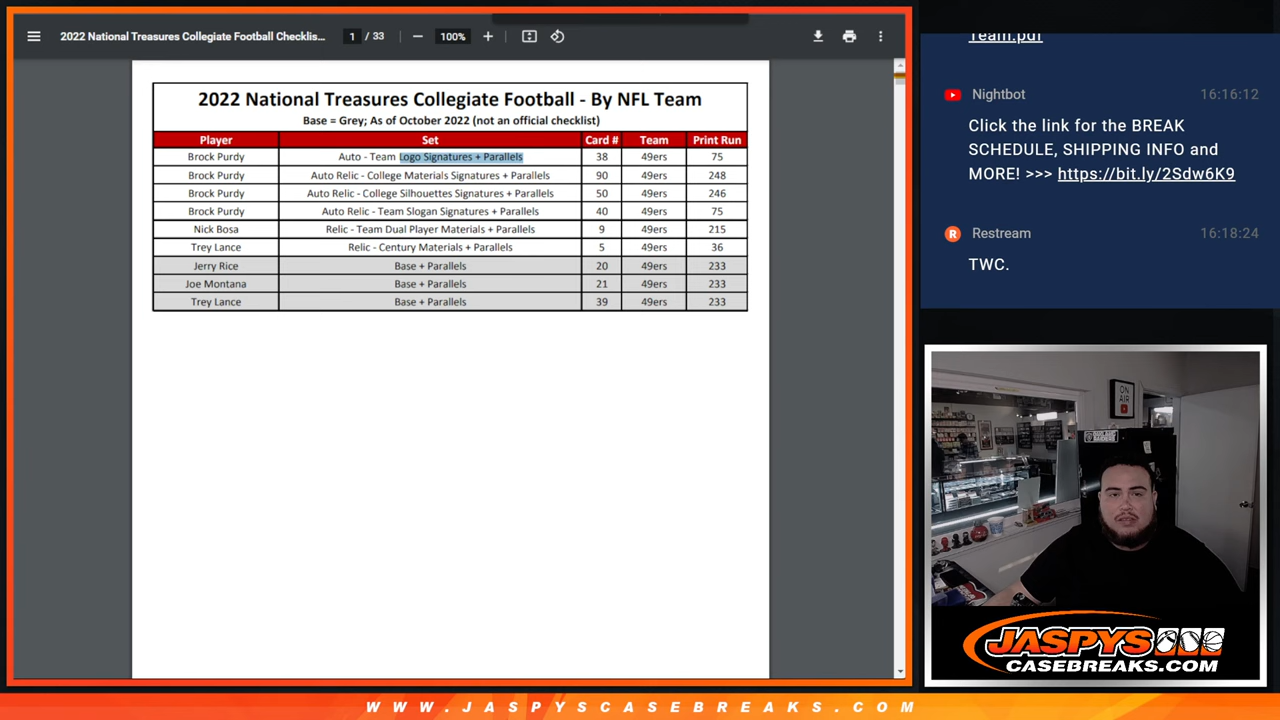 2022 National Treasures Collegiate Football Checklis...
1 / 33
100%
2022 National Treasures Collegiate Football - By NFL Team
Base = Grey; As of October 2022 (not an official checklist)
Player Set Card # Team Print Run
Brock Purdy Auto - Team Logo Signatures + Parallels 38 49ers 75
Brock Purdy Auto Relic - College Materials Signatures + Parallels 90 49ers 248
Brock Purdy Auto Relic - College Silhouettes Signatures + Parallels 50 49ers 246
Brock Purdy Auto Relic - Team Slogan Signatures + Parallels 40 49ers 75
Nick Bosa Relic - Team Dual Player Materials + Parallels 9 49ers 215
Trey Lance Relic - Century Materials + Parallels 5 49ers 36
Jerry Rice Base + Parallels 20 49ers 233
Joe Montana Base + Parallels 21 49ers 233
Trey Lance Base + Parallels 39 49ers 233
Team.pdf
Nightbot 16:16:12
Click the link for the BREAK
SCHEDULE, SHIPPING INFO and
MORE! >>> https://bit.ly/2Sdw6K9
Restream 16:18:24
TWC.
ON
AIR
JASPYS
CASEBREAKS.COM
WWW.JASPYSCASEBREAKS.COM